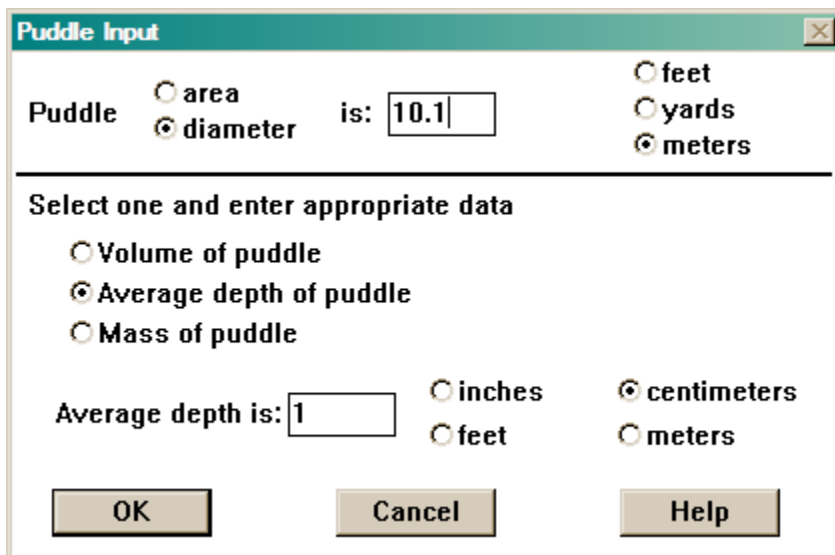 Puddle Input
Puddle
area
diameter
is: 10.1
feet
yards
meters
Select one and enter appropriate data
Volume of puddle
Average depth of puddle
Mass of puddle
Average depth is: 1
inches
feet
centimeters
meters
OK
Cancel
Help